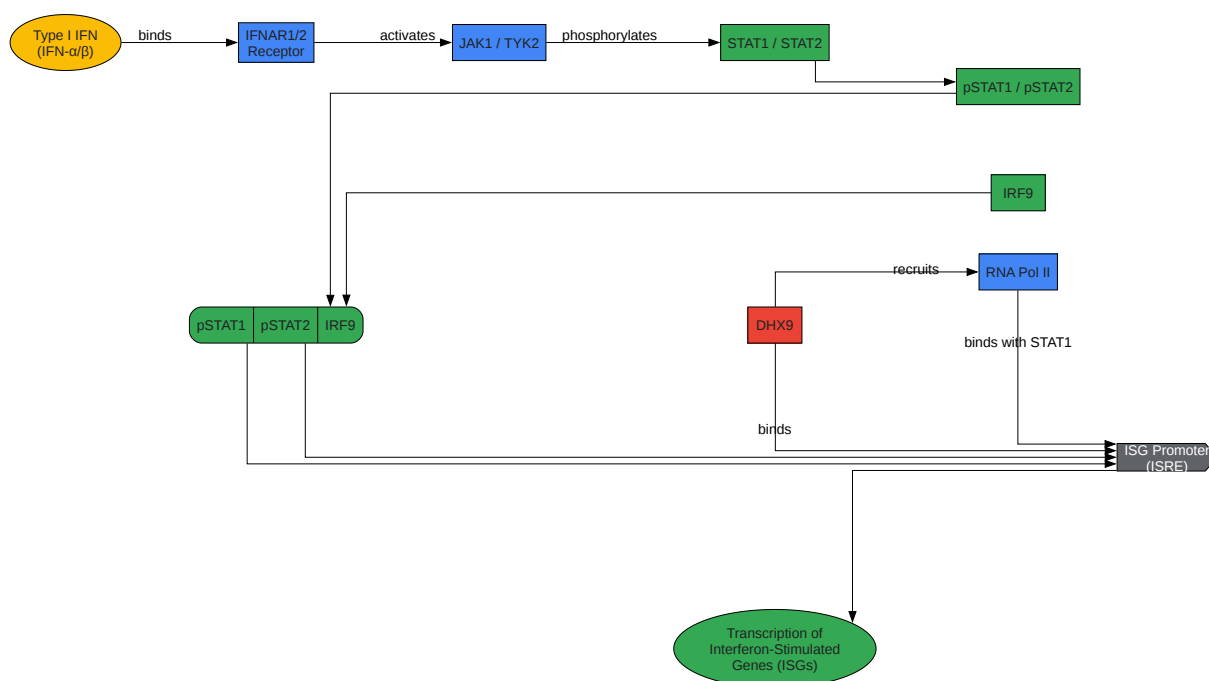 Type I IFN
(IFN-α/β)
binds
IFNAR1/2
Receptor
activates
JAK1 / TYK2
phosphorylates
STAT1 / STAT2
pSTAT1 / pSTAT2
IRF9
recruits
RNA Pol II
pSTAT1
pSTAT2
IRF9
DHX9
binds with STAT1
binds
ISG Promoter
(ISRE)
Transcription of
Interferon-Stimulated
Genes (ISGs)